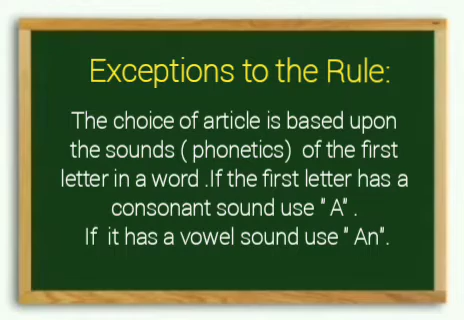 Exceptions to the Rule:
The choice of article is based upon
the sounds ( phonetics) of the first
letter in a word .If the first letter has a
consonant sound use " A" .
If it has a vowel sound use " An".